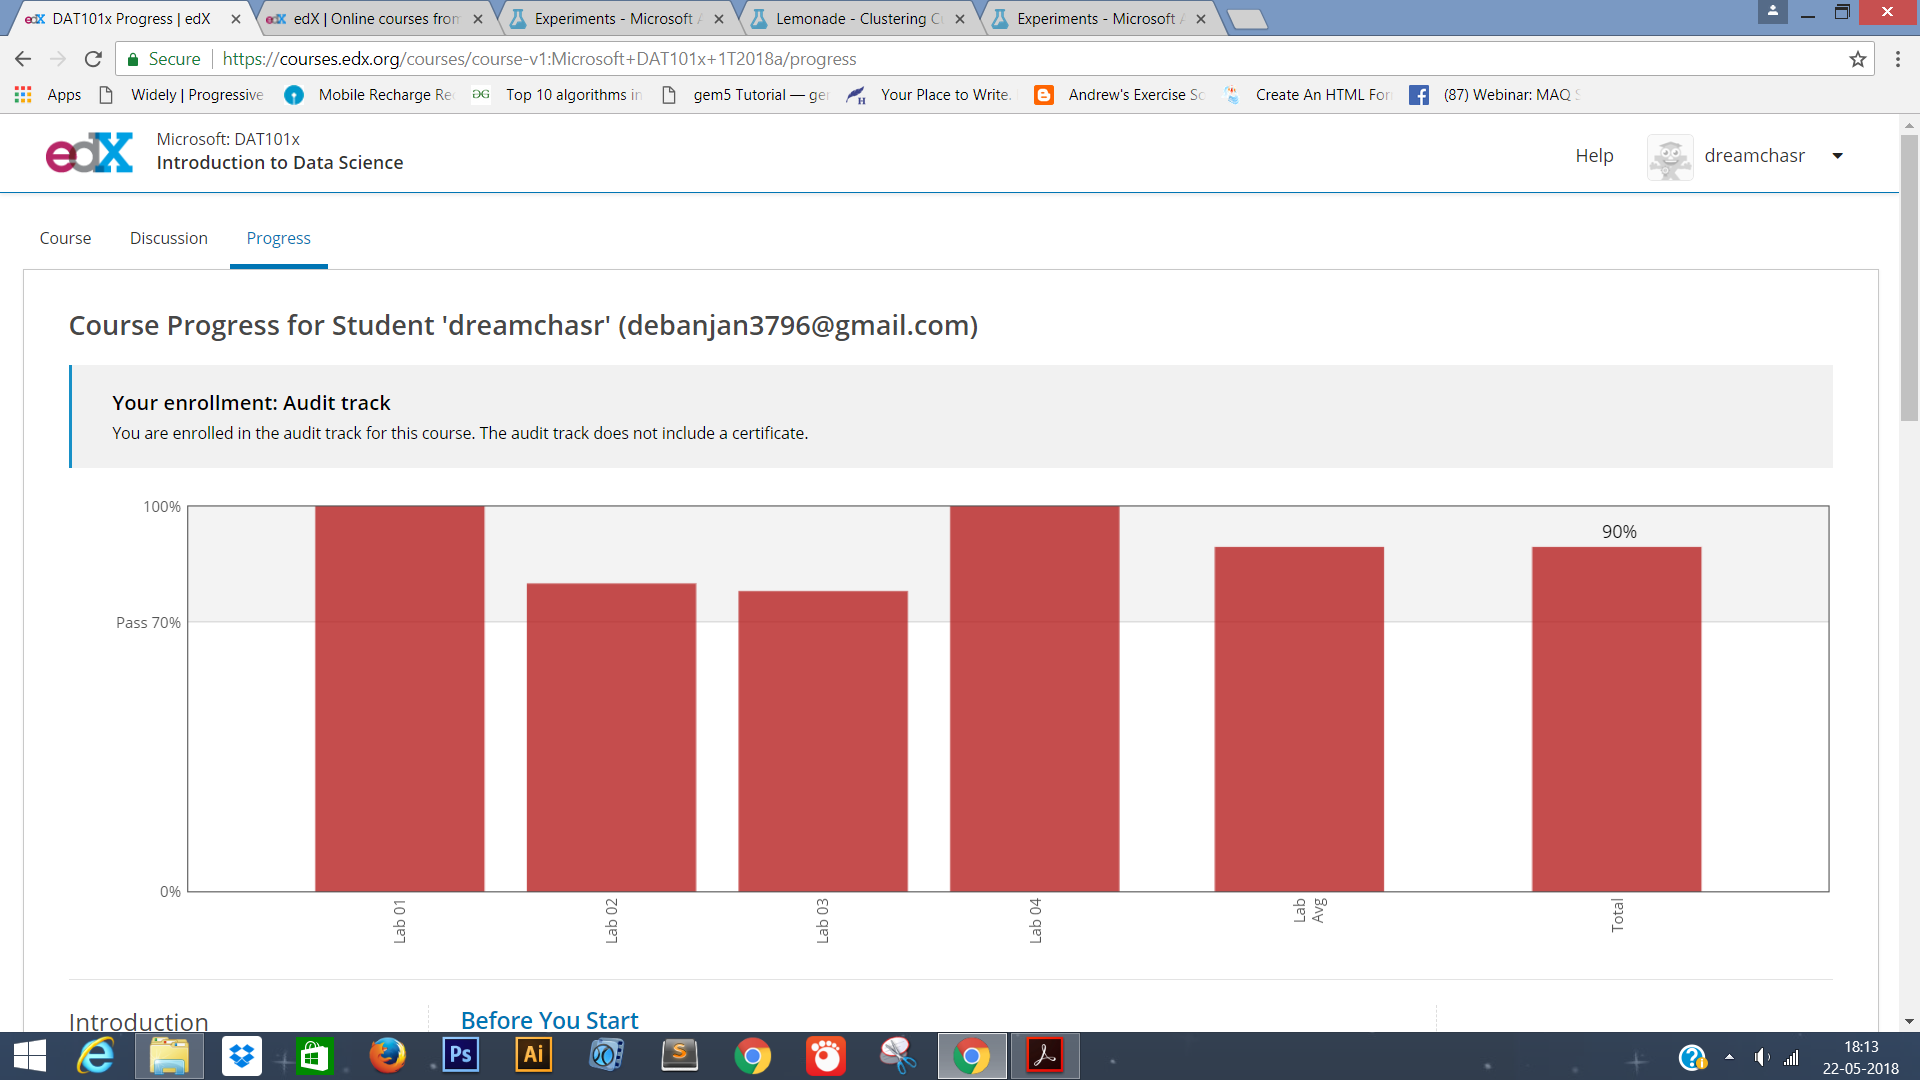 DAT101x Progress | edX
edX | Online courses from
Experiments - Microsoft
Lemonade - Clustering
Experiments - Microsoft
Secure
https://courses.edx.org/courses/course-v1:Microsoft+DAT101x+1T2018a/progress
Apps
Widely | Progressive
Mobile Recharge
Top 10 algorithms in
gem5 Tutorial —
Your Place to Write.
Andrew's Exercise
Create An HTML
(87) Webinar: MAQ
edX
Microsoft: DAT101x
Introduction to Data Science
Help
dreamchasr
Course
Discussion
Progress
Course Progress for Student 'dreamchasr' (debanjan3796@gmail.com)
Your enrollment: Audit track
You are enrolled in the audit track for this course. The audit track does not include a certificate.
100%
Pass 70%
0%
90%
Lab 01
Lab 02
Lab 03
Lab 04
Lab
Avg
Total
Introduction
Before You Start
Ps
Ai
18:13
22-05-2018